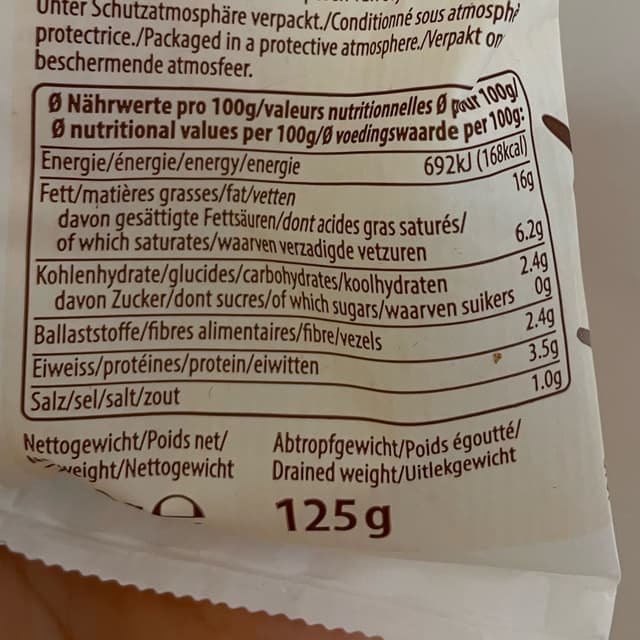 Unter Schutzatmosphäre verpackt./Conditionné sous atmosph
protectrice./Packaged in a protective atmosphere./Verpakt
beschermende atmosfeer.
Ø Nährwerte pro 100g/valeurs nutritionnelles Ø pour 100g/
Ø nutritional values per 100g/Ø voedingswaarde per 100g:
Energie/énergie/energy/energie 692kJ (168kcal)
Fett/matières grasses/fat/vetten 16g
davon gesättigte Fettsäuren/dont acides gras saturés/
of which saturates/waarven verzadigde vetzuren 6.2g
Kohlenhydrate/glucides/carbohydrates/koolhydraten 2.4g
davon Zucker/dont sucres/of which sugars/waarven suikers 0g
Ballaststoffe/fibres alimentaires/fibre/vezels 2.4g
Eiweiss/protéines/protein/eiwitten 3.5g
Salz/sel/salt/zout 1.0g
Nettogewicht/Poids net/
weight/Nettogewicht
Abtropfgewicht/Poids égoutté/
Drained weight/Uitlekgewicht
125g